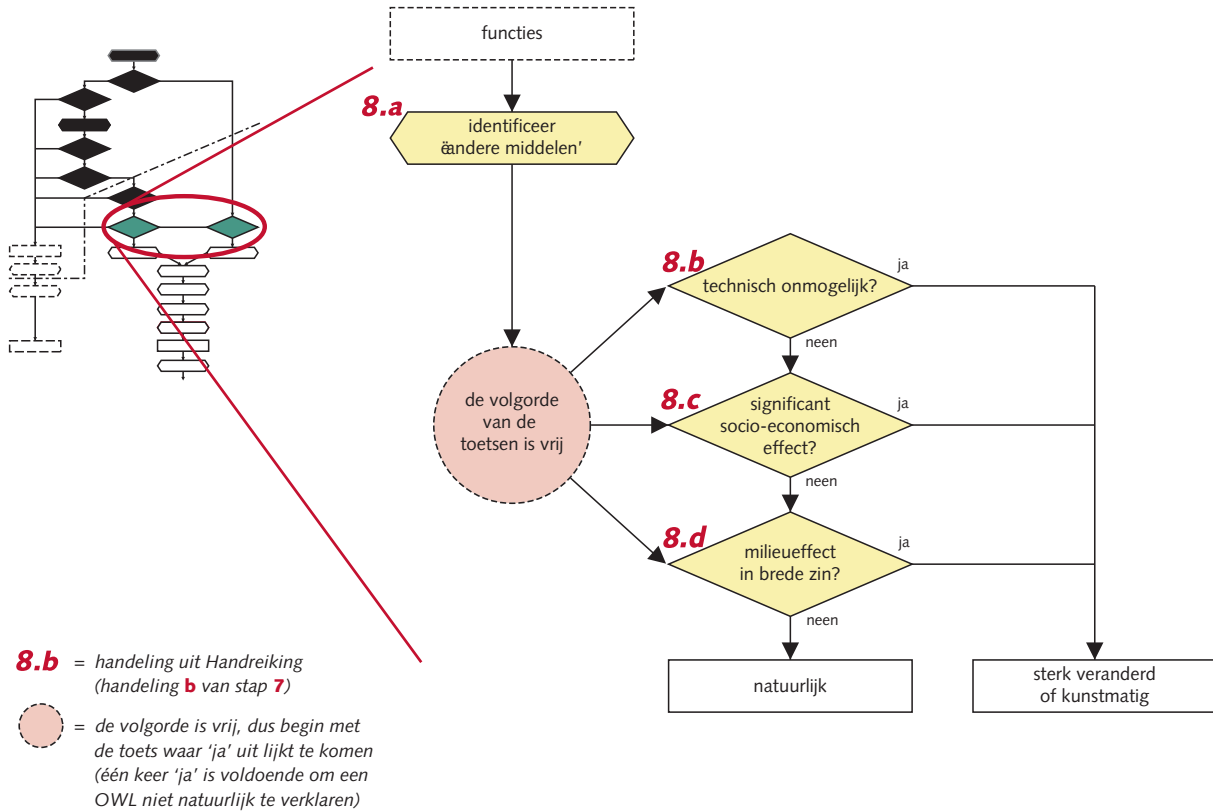 functies
8.a
identificeer
'andere middelen'
8.b
technisch onmogelijk?
ja
neen
de volgorde
van de
toetsen is vrij
8.c
significant
socio-economisch
effect?
ja
neen
8.d
milieueffect
in brede zin?
ja
neen
natuurlijk
sterk veranderd
of kunstmatig
8.b = handeling uit Handreiking
(handeling b van stap 7)
= de volgorde is vrij, dus begin met
de toets waar 'ja' uit lijkt te komen
(één keer 'ja' is voldoende om een
OWL niet natuurlijk te verklaren)